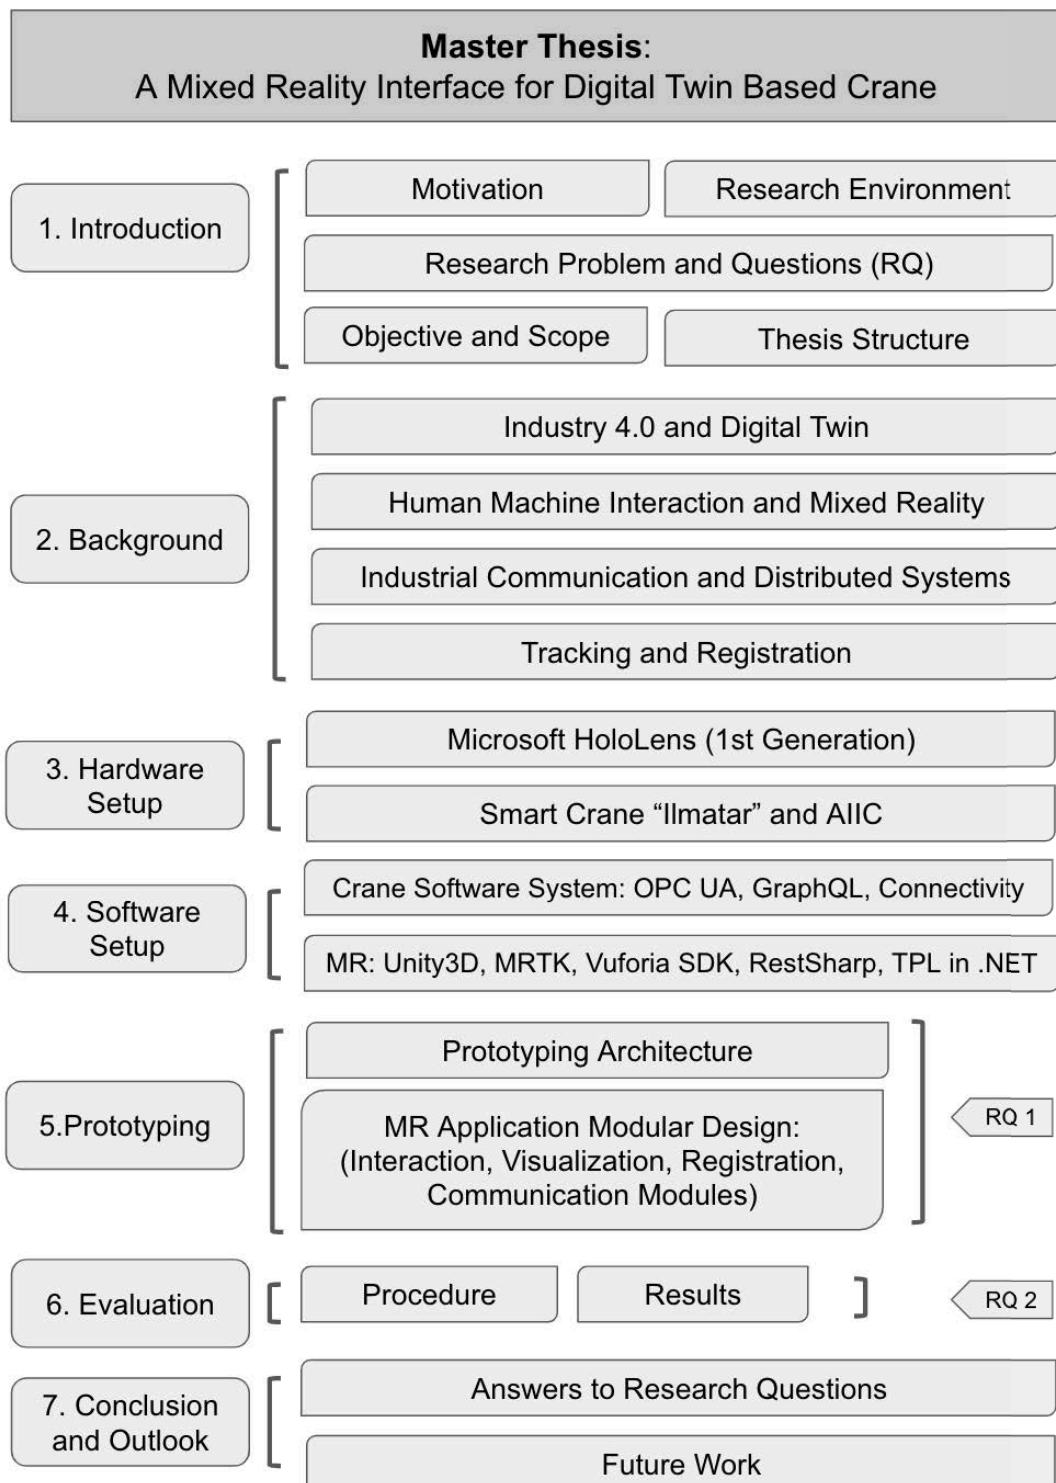 Master Thesis:
A Mixed Reality Interface for Digital Twin Based Crane
1. Introduction
Motivation
Research Environment
Research Problem and Questions (RQ)
Objective and Scope
Thesis Structure
2. Background
Industry 4.0 and Digital Twin
Human Machine Interaction and Mixed Reality
Industrial Communication and Distributed Systems
Tracking and Registration
3. Hardware
Setup
Microsoft HoloLens (1st Generation)
Smart Crane “Ilmatar” and AIIC
4. Software
Setup
Crane Software System: OPC UA, GraphQL, Connectivity
MR: Unity3D, MRTK, Vuforia SDK, RestSharp, TPL in .NET
5.Prototyping
Prototyping Architecture
MR Application Modular Design:
(Interaction, Visualization, Registration,
Communication Modules)
RQ 1
6. Evaluation
Procedure
Results
RQ 2
7. Conclusion
and Outlook
Answers to Research Questions
Future Work